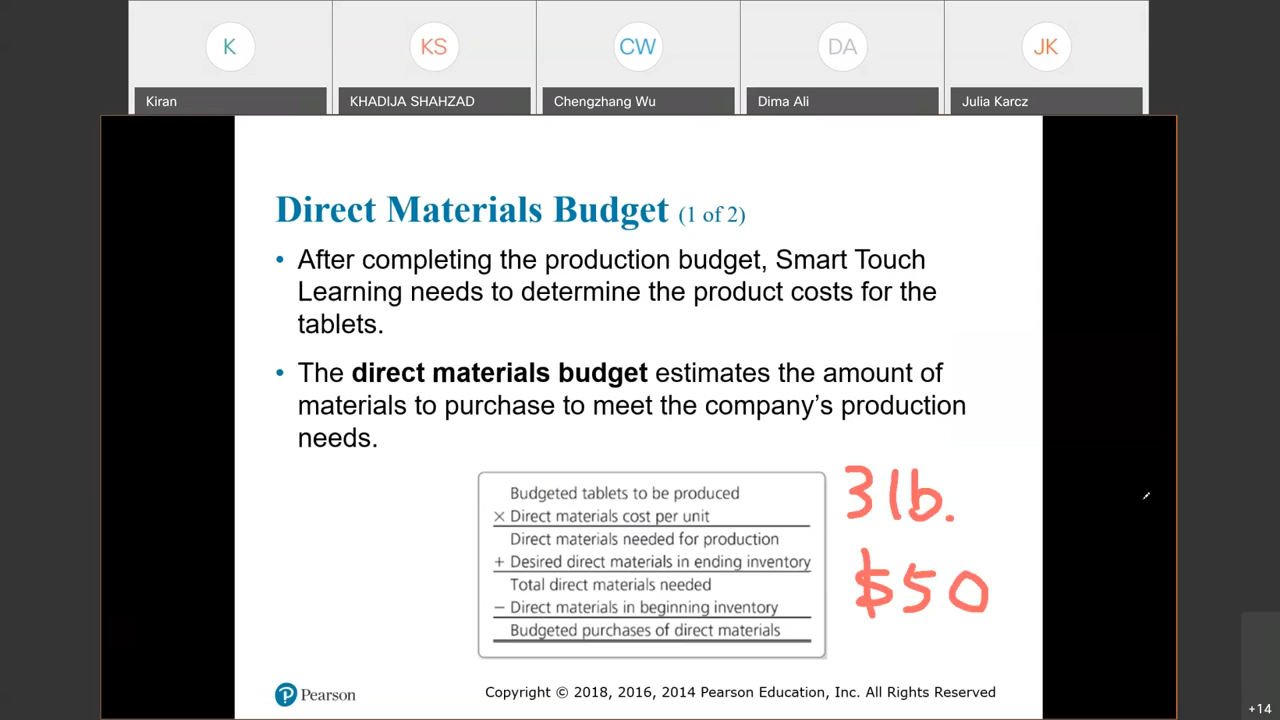 K KS CW DA JK
Kiran KHADIJA SHAHZAD Chengzhang Wu Dima Ali Julia Karcz
Direct Materials Budget (1 of 2)
• After completing the production budget, Smart Touch
Learning needs to determine the product costs for the
tablets.
• The direct materials budget estimates the amount of
materials to purchase to meet the company’s production
needs.
Budgeted tablets to be produced
× Direct materials cost per unit
Direct materials needed for production
+ Desired direct materials in ending inventory
Total direct materials needed
− Direct materials in beginning inventory
Budgeted purchases of direct materials
3 lb.
$50
P Pearson
Copyright © 2018, 2016, 2014 Pearson Education, Inc. All Rights Reserved
+14